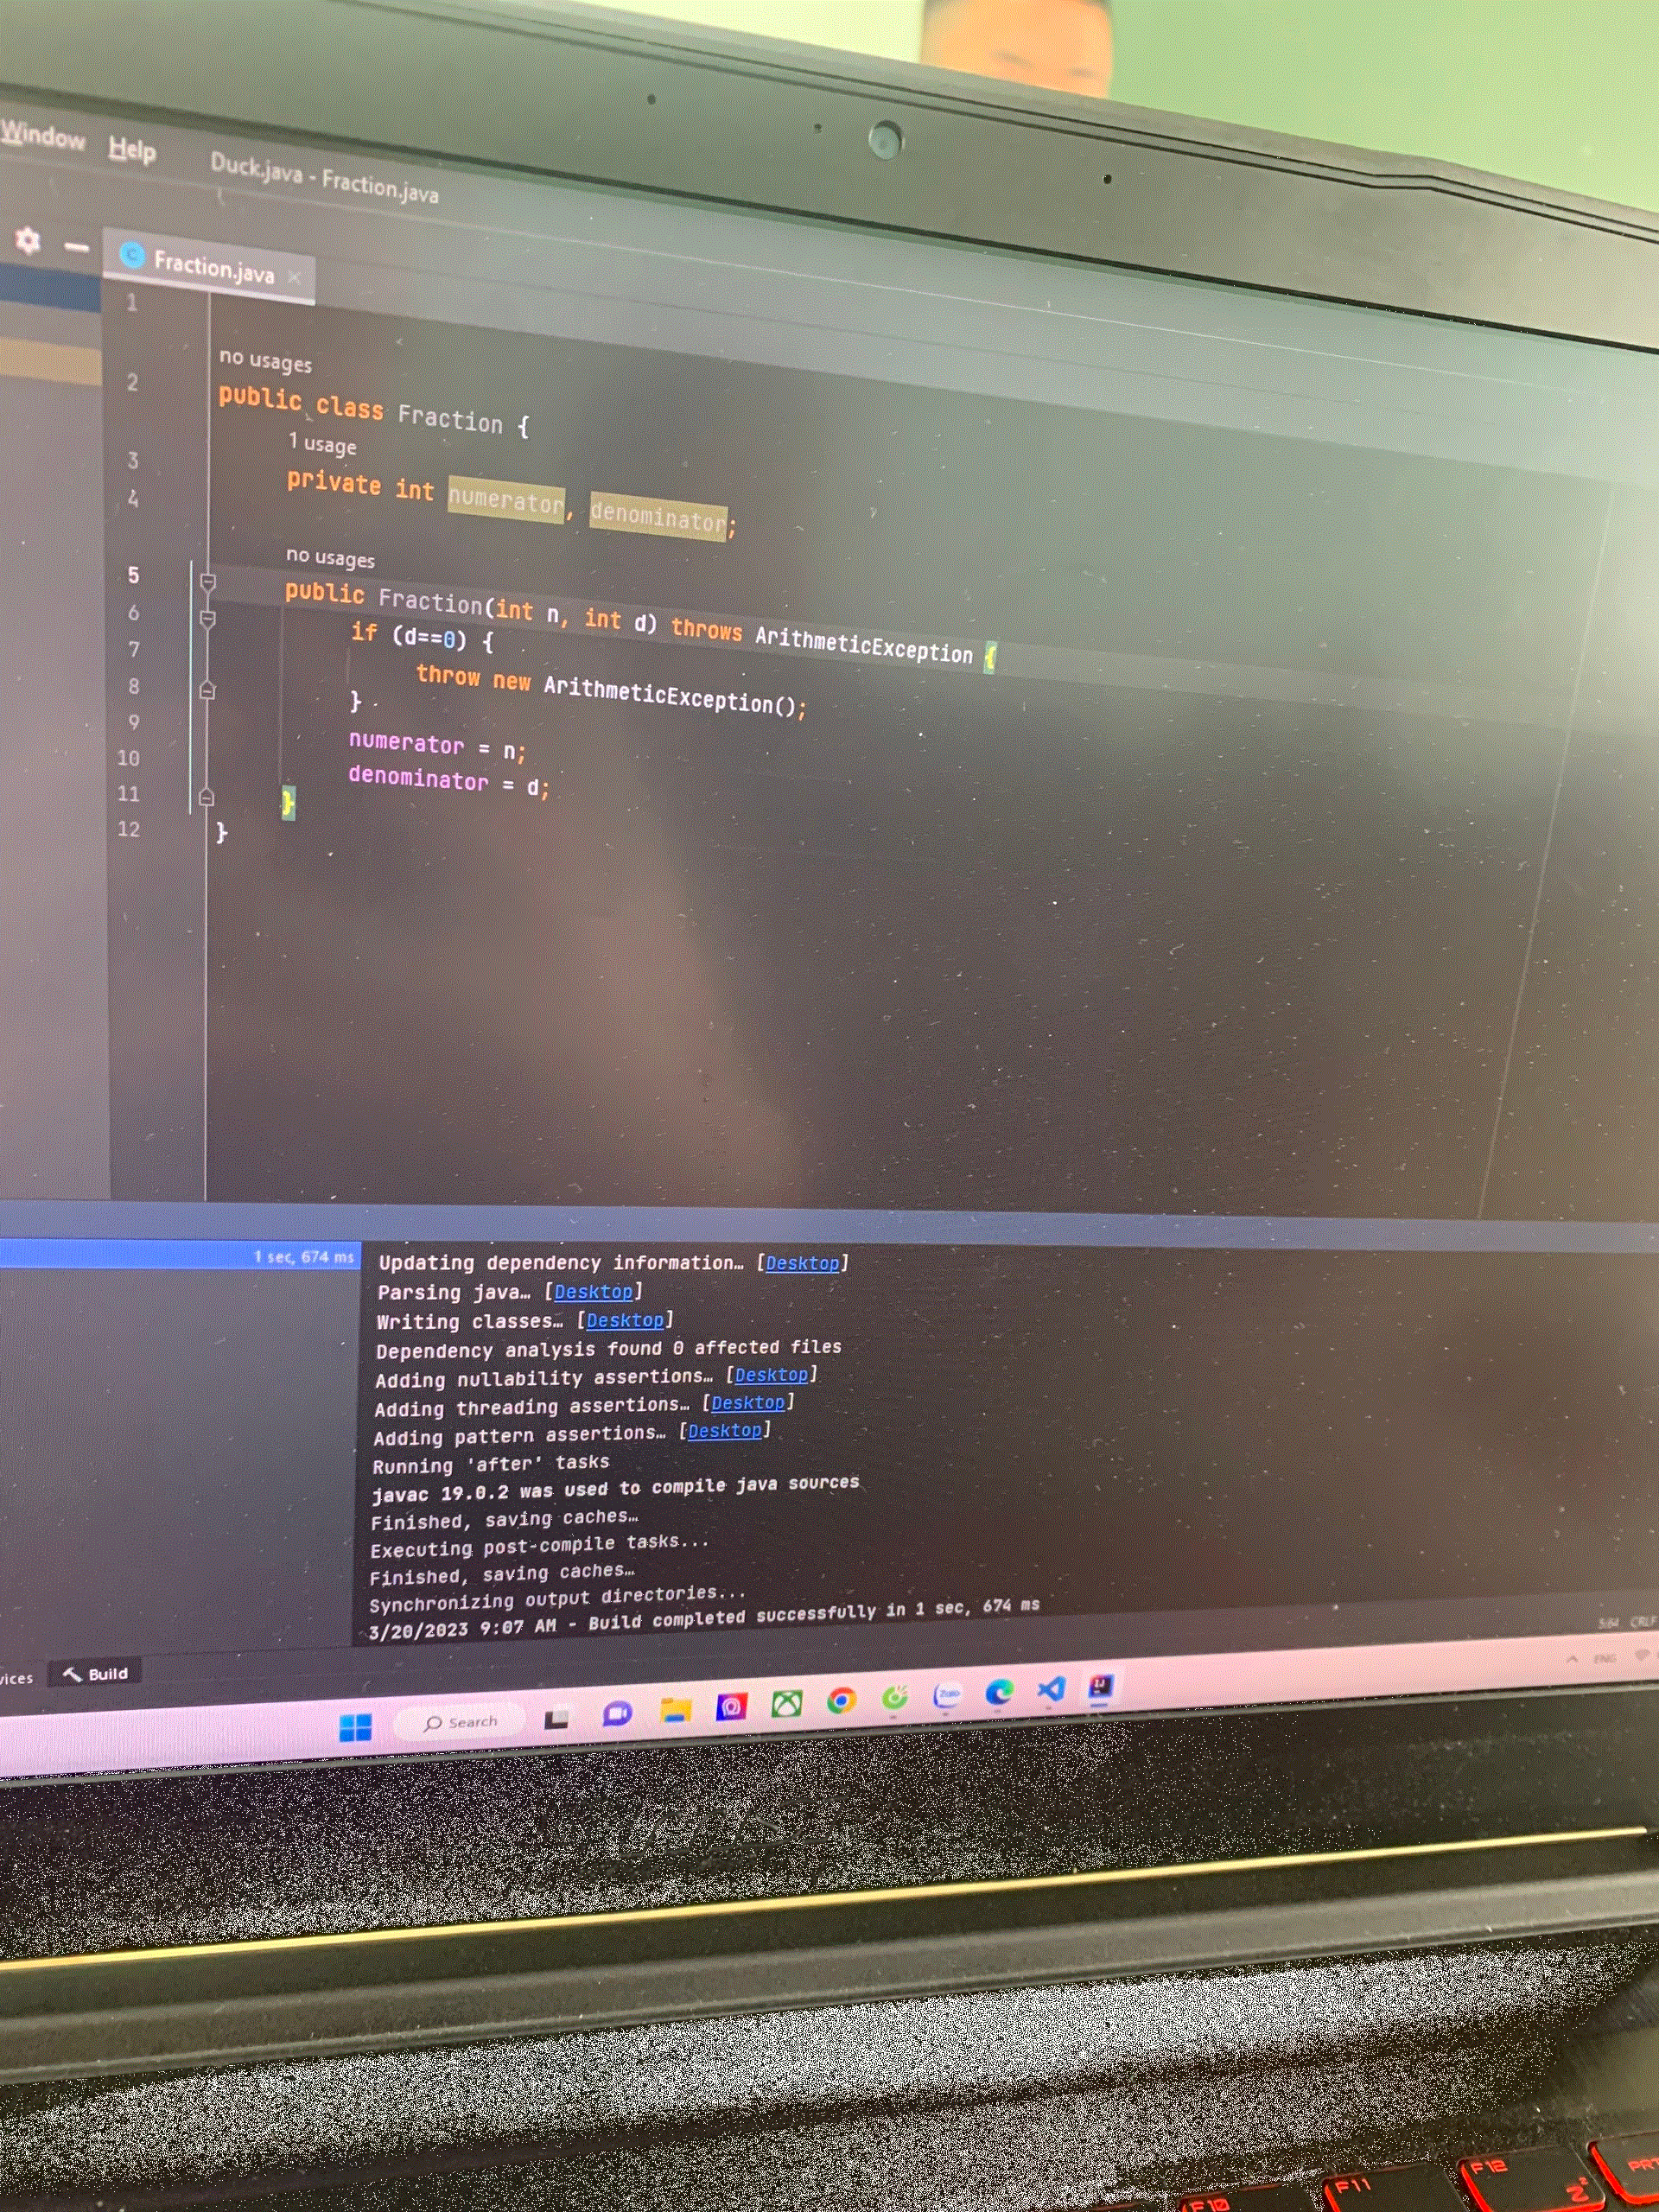 Window Help Duck.java - Fraction.java
Fraction.java
1
no usages
2 public class Fraction {
1 usage
3 private int numerator, denominator;
4
no usages
5 public Fraction(int n, int d) throws ArithmeticException {
6 if (d==0) {
7 throw new ArithmeticException();
8 }
9 numerator = n;
10 denominator = d;
11 }
12 }
1 sec, 674 ms
Updating dependency information… [Desktop]
Parsing java… [Desktop]
Writing classes… [Desktop]
Dependency analysis found 0 affected files
Adding nullability assertions… [Desktop]
Adding threading assertions… [Desktop]
Adding pattern assertions… [Desktop]
Running 'after' tasks
javac 19.0.2 was used to compile java sources
Finished, saving caches…
Executing post-compile tasks...
Finished, saving caches…
Synchronizing output directories...
3/20/2023 9:07 AM - Build completed successfully in 1 sec, 674 ms
5:64 CRLF
vices Build
Search
Zalo
ENG
F10 F11 F12 PRT